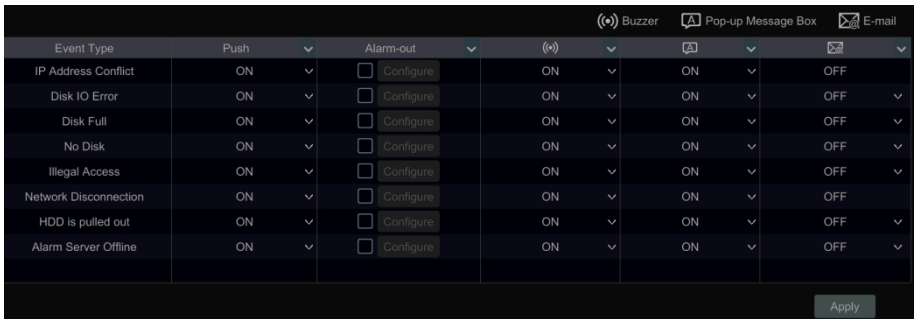 Buzzer Pop-up Message Box E-mail
Event Type Push Alarm-out
IP Address Conflict ON Configure ON ON OFF
Disk IO Error ON Configure ON ON OFF
Disk Full ON Configure ON ON OFF
No Disk ON Configure ON ON OFF
Illegal Access ON Configure ON ON OFF
Network Disconnection ON Configure ON ON OFF
HDD is pulled out ON Configure ON ON OFF
Alarm Server Offline ON Configure ON ON OFF
Apply